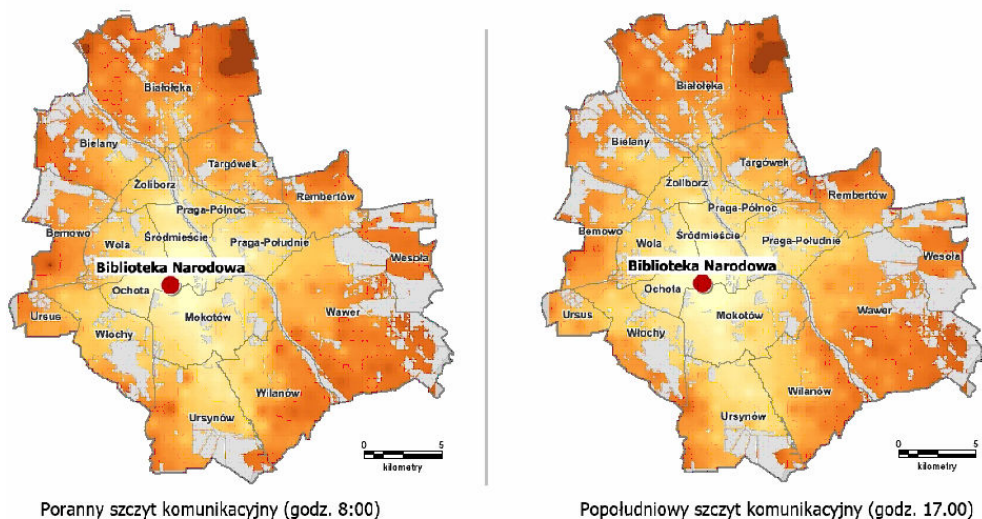 Białołęka
Bielany
Targówek
Żoliborz
Rembertów
Praga-Północ
Bemowo
Wola
Śródmieście
Praga-Południe
Wesoła
Biblioteka Narodowa
Ochota
Ursus
Mokotów
Wawer
Włochy
Wilanów
Ursynów
0 5
kilometry
Poranny szczyt komunikacyjny (godz. 8:00)
Białołęka
Bielany
Targówek
Żoliborz
Rembertów
Praga-Północ
Bemowo
Wola
Śródmieście
Praga-Południe
Wesoła
Biblioteka Narodowa
Ochota
Ursus
Mokotów
Wawer
Włochy
Wilanów
Ursynów
0 5
kilometry
Popołudniowy szczyt komunikacyjny (godz. 17.00)